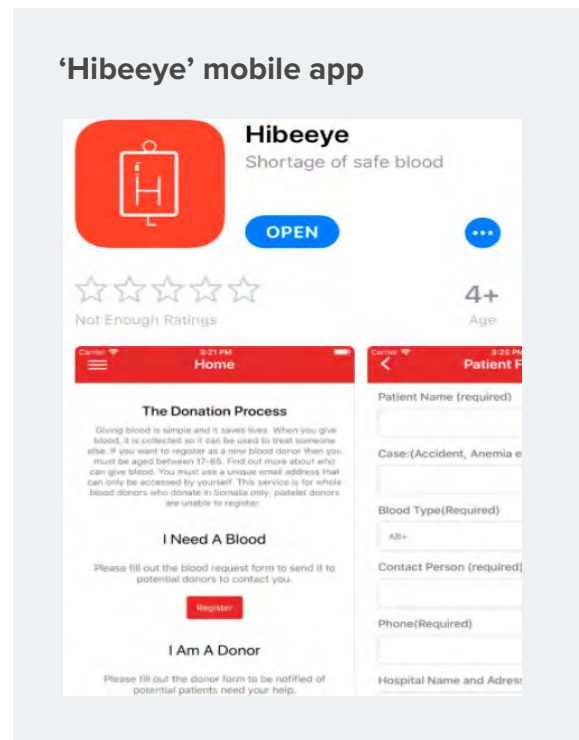 ‘Hibeeye’ mobile app
H
Hibeeye
Shortage of safe blood
OPEN
Not Enough Ratings
4+
Age
Carrier
3:21 PM
Home
The Donation Process
Giving blood is simple and it saves lives. When you give
blood, it is collected so it can be used to treat someone
else. If you want to register as a new blood donor then you
must be aged between 17-65. Find out more about who
can give blood. You must use a unique email address that
can only be accessed by yourself. This service is for whole
blood donors who donate in Somalia only; platelet donors
are unable to register.
I Need A Blood
Please fill out the blood request form to send it to
potential donors to contact you.
Register
I Am A Donor
Please fill out the donor form to be notified of
potential patients need your help.
Carrier
3:25 PM
Patient F
Patient Name (required)
Case:(Accident, Anemia e
Blood Type(Required)
AB+
Contact Person (required)
Phone(Required)
Hospital Name and Adress